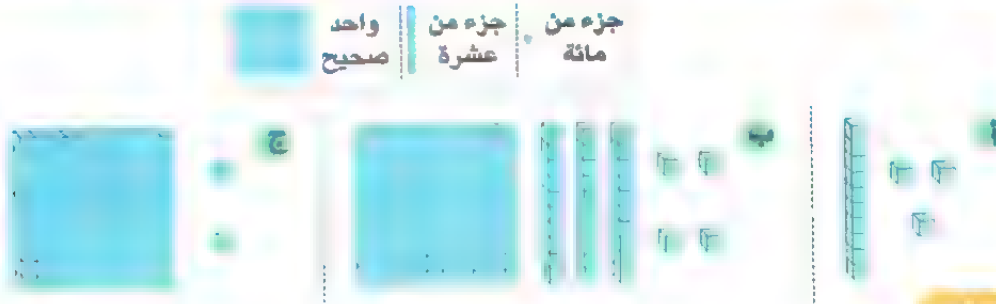 جزء من مائة
جزء من عشرة
واحد صحيح
أ
ب
ج